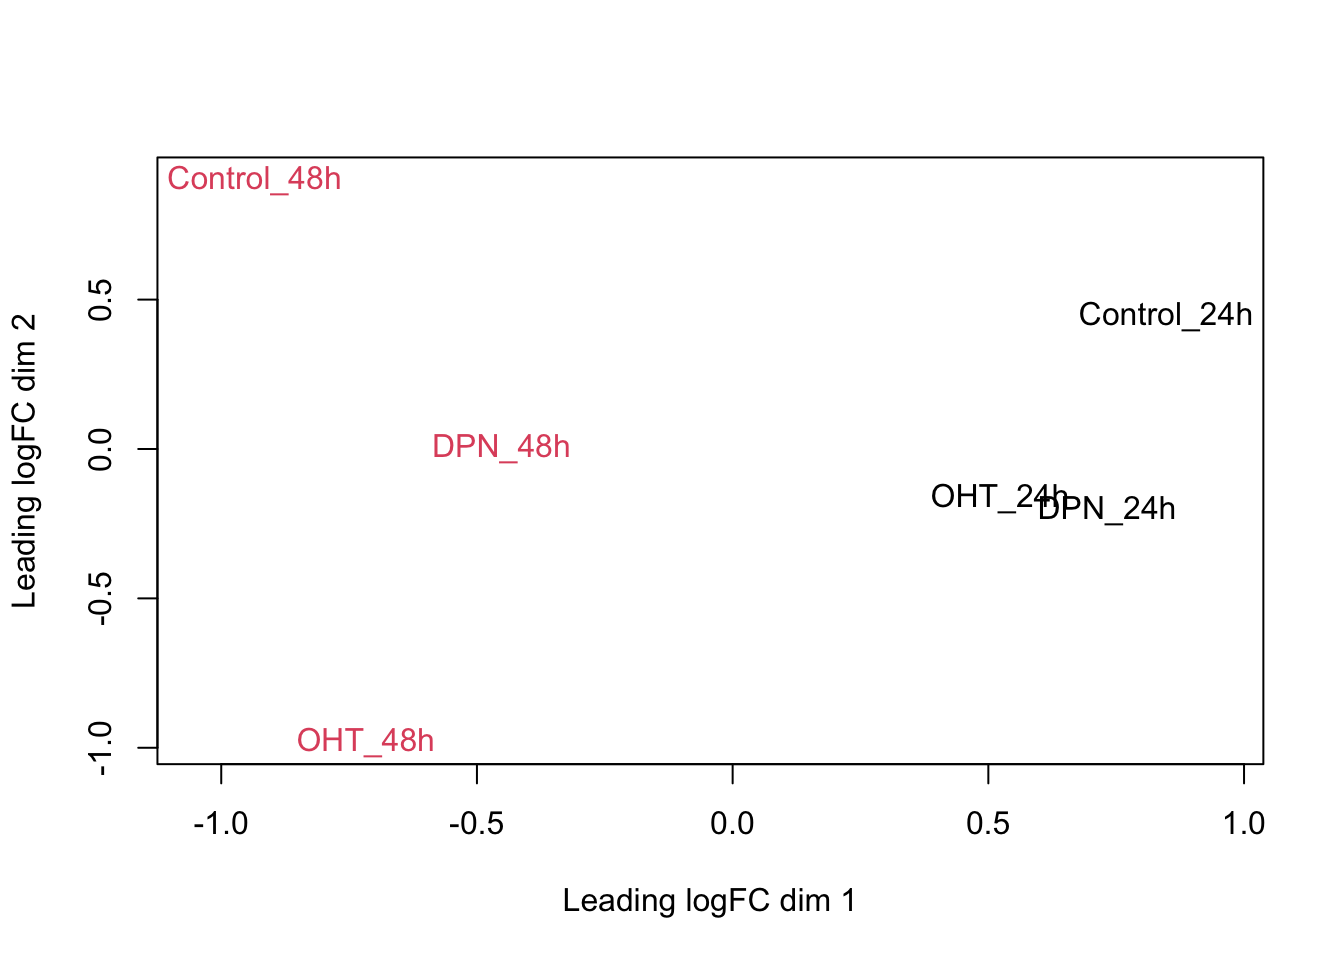 Control_48h
0.5
Control_24h
Leading logFC dim 2
0.0
DPN_48h
OHT_24h
DPN_24h
-0.5
-1.0
OHT_48h
-1.0
-0.5
0.0
0.5
1.0
Leading logFC dim 1